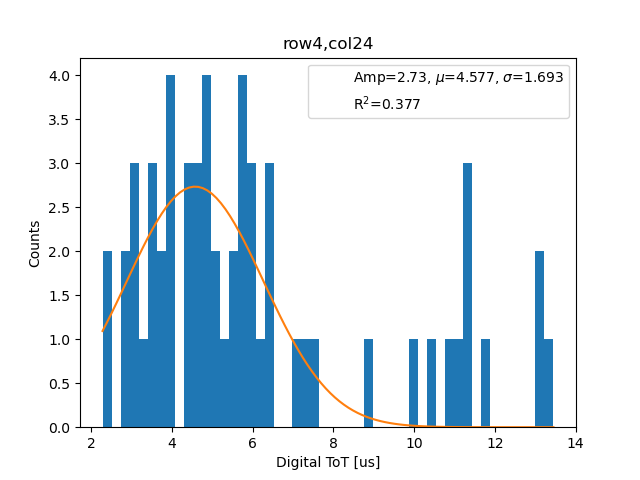 row4,col24
Amp=2.73, μ=4.577, σ=1.693
R²=0.377
4.0
3.5
3.0
2.5
2.0
1.5
1.0
0.5
0.0
Counts
2 4 6 8 10 12 14
Digital ToT [us]